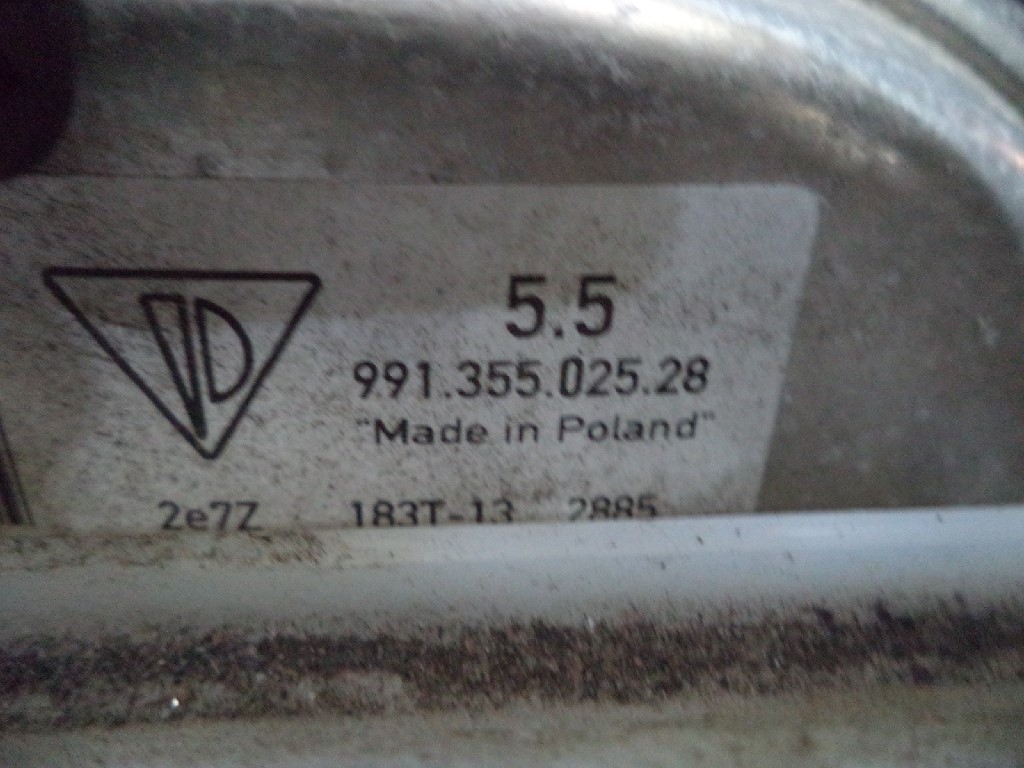 5.5
991.355.025.28
"Made in Poland"
2e7Z 183T-13 2885